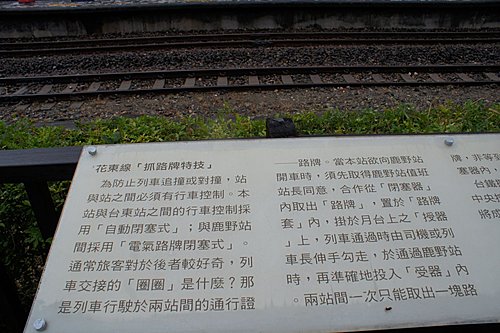 花東線「抓路牌特技」
為防止列車追撞或對撞，站
與站之間必須有行車管制。本
站與台東站之間的行車管制採
用「自動閉塞式」；與鹿野站
間採用「電氣路牌閉塞式」。
通常旅客對於後者較好奇，列
車交接的「圈圈」是什麼？那
是列車行駛於兩站間的通行證
──路牌。當本站欲向鹿野站
開車時，須先取得鹿野站值班
站長同意，合作從「閉塞器」
內取出「路牌」，置於「路牌
套」內，掛於月台上之「授器
」上，列車通過時由司機或列
車長伸手勾走，於通過鹿野站
時，再準確地投入「受器」內
。兩站間一次只能取出一塊路
牌，非等
塞器內，
台鐵
中央
將成